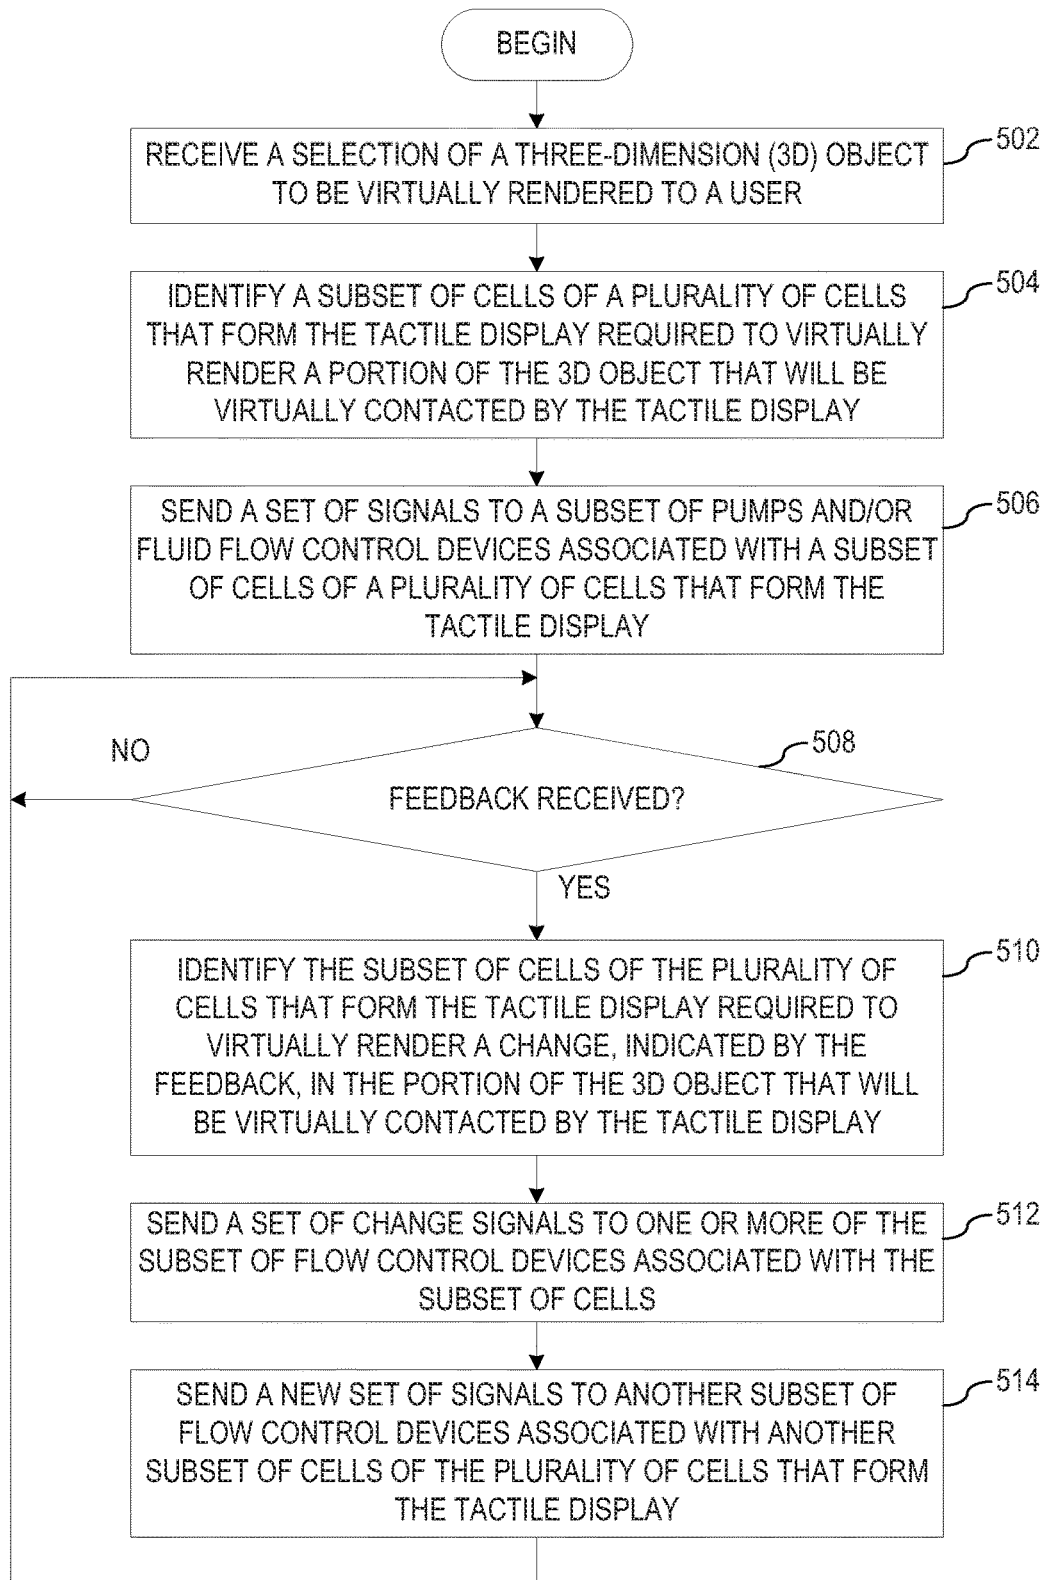 BEGIN
502
RECEIVE A SELECTION OF A THREE-DIMENSION (3D) OBJECT
TO BE VIRTUALLY RENDERED TO A USER
504
IDENTIFY A SUBSET OF CELLS OF A PLURALITY OF CELLS
THAT FORM THE TACTILE DISPLAY REQUIRED TO VIRTUALLY
RENDER A PORTION OF THE 3D OBJECT THAT WILL BE
VIRTUALLY CONTACTED BY THE TACTILE DISPLAY
506
SEND A SET OF SIGNALS TO A SUBSET OF PUMPS AND/OR
FLUID FLOW CONTROL DEVICES ASSOCIATED WITH A SUBSET
OF CELLS OF A PLURALITY OF CELLS THAT FORM THE
TACTILE DISPLAY
508
NO
FEEDBACK RECEIVED?
YES
510
IDENTIFY THE SUBSET OF CELLS OF THE PLURALITY OF
CELLS THAT FORM THE TACTILE DISPLAY REQUIRED TO
VIRTUALLY RENDER A CHANGE, INDICATED BY THE
FEEDBACK, IN THE PORTION OF THE 3D OBJECT THAT WILL
BE VIRTUALLY CONTACTED BY THE TACTILE DISPLAY
512
SEND A SET OF CHANGE SIGNALS TO ONE OR MORE OF THE
SUBSET OF FLOW CONTROL DEVICES ASSOCIATED WITH THE
SUBSET OF CELLS
514
SEND A NEW SET OF SIGNALS TO ANOTHER SUBSET OF
FLOW CONTROL DEVICES ASSOCIATED WITH ANOTHER
SUBSET OF CELLS OF THE PLURALITY OF CELLS THAT FORM
THE TACTILE DISPLAY